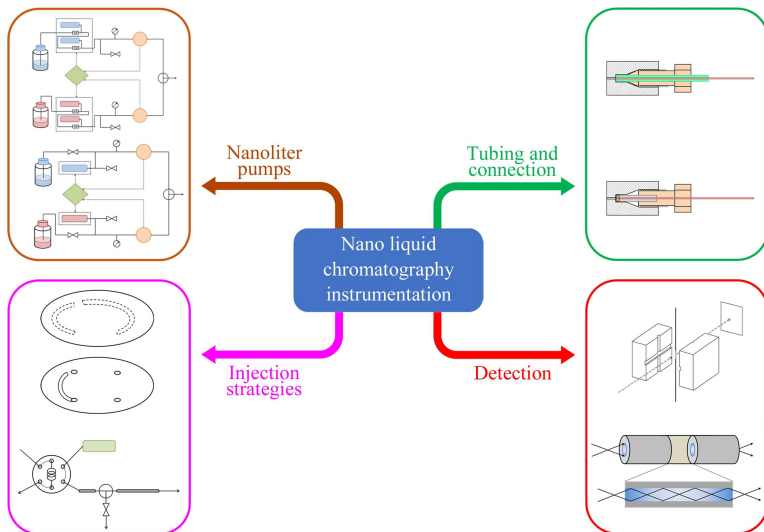 Nanoliter
pumps
Tubing and
connection
Nano liquid
chromatography
instrumentation
Injection
strategies
Detection